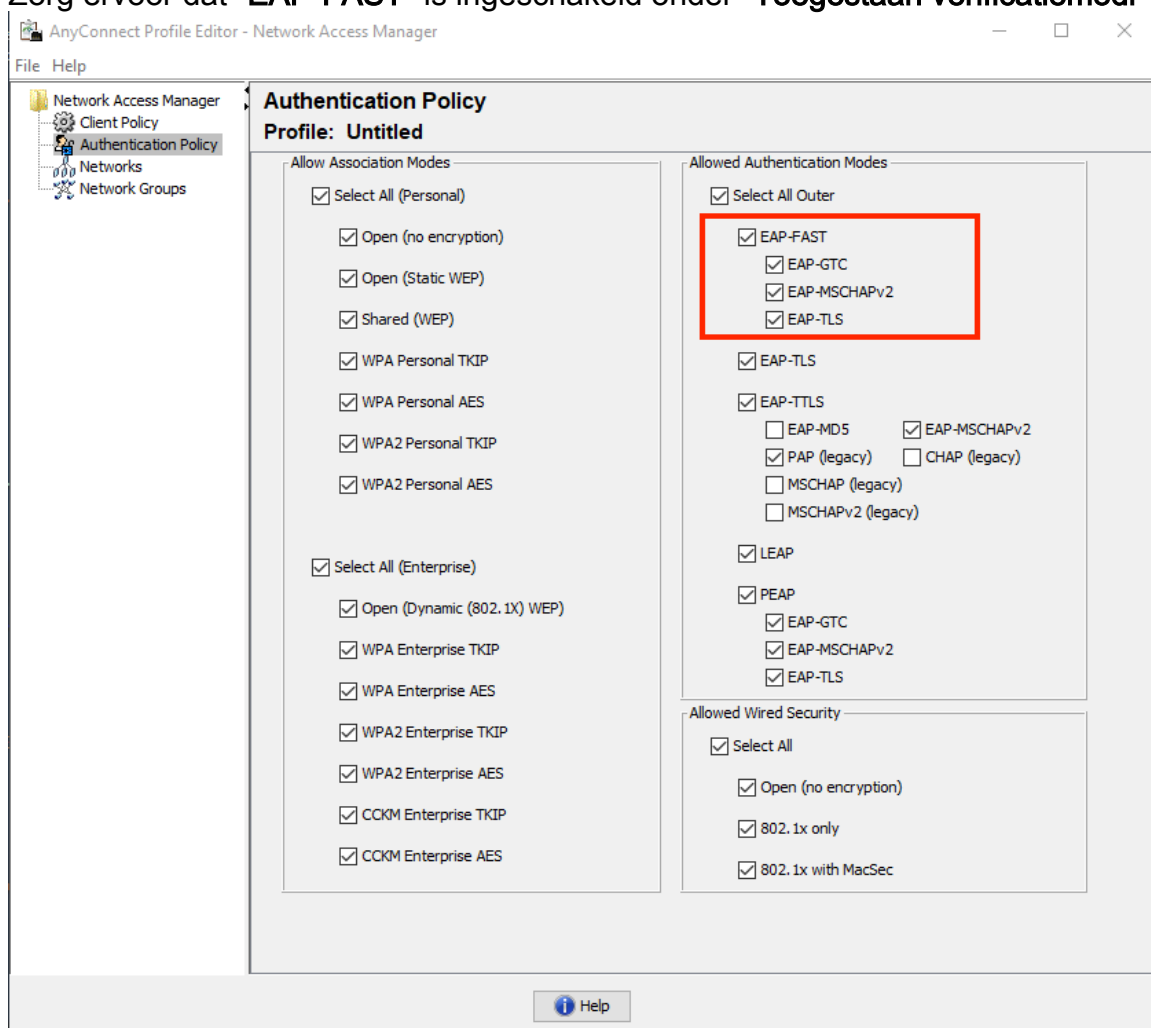 Zorg ervoor dat "EAP-FAST" is ingeschakeld onder "Toegestaan verificatiemodi"
AnyConnect Profile Editor - Network Access Manager
File Help
Network Access Manager
Client Policy
Authentication Policy
Networks
Network Groups
Authentication Policy
Profile: Untitled
Allow Association Modes
Select All (Personal)
Open (no encryption)
Open (Static WEP)
Shared (WEP)
WPA Personal TKIP
WPA Personal AES
WPA2 Personal TKIP
WPA2 Personal AES
Select All (Enterprise)
Open (Dynamic (802.1X) WEP)
WPA Enterprise TKIP
WPA Enterprise AES
WPA2 Enterprise TKIP
WPA2 Enterprise AES
CCKM Enterprise TKIP
CCKM Enterprise AES
Allowed Authentication Modes
Select All Outer
EAP-FAST
EAP-GTC
EAP-MSCHAPv2
EAP-TLS
EAP-TLS
EAP-TTLS
EAP-MD5 EAP-MSCHAPv2
PAP (legacy) CHAP (legacy)
MSCHAP (legacy)
MSCHAPv2 (legacy)
LEAP
PEAP
EAP-GTC
EAP-MSCHAPv2
EAP-TLS
Allowed Wired Security
Select All
Open (no encryption)
802.1x only
802.1x with MacSec
Help